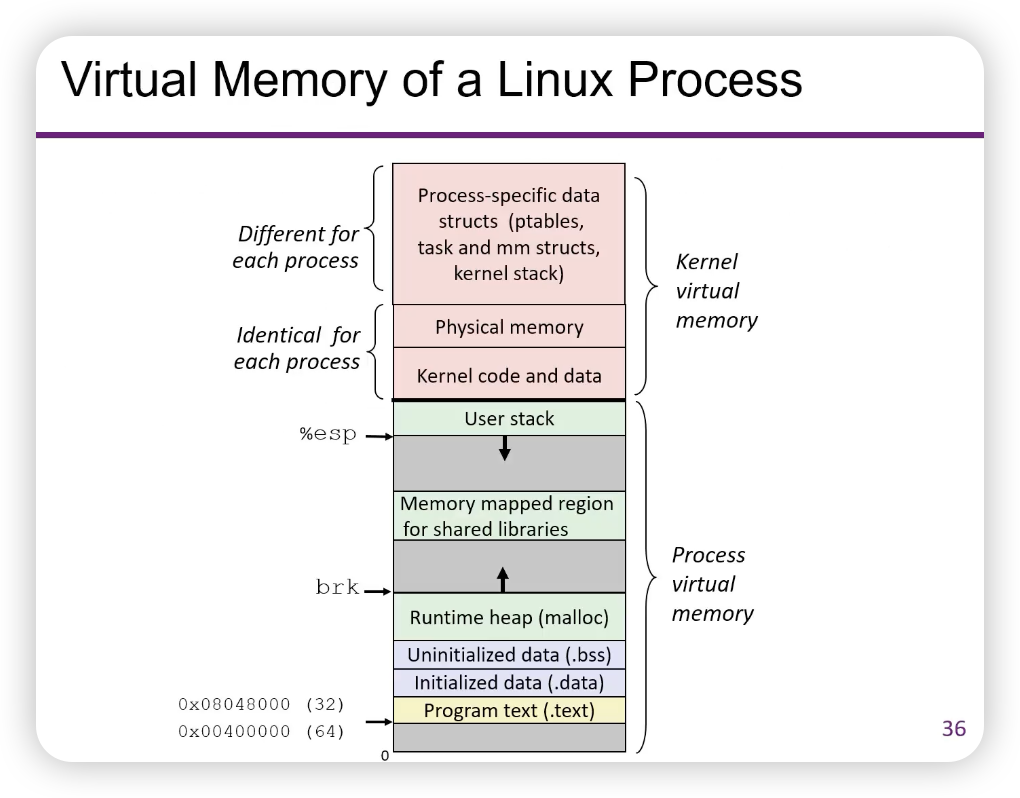 Virtual Memory of a Linux Process
Process-specific data
structs (ptables,
task and mm structs,
kernel stack)
Different for
each process
Kernel
virtual
memory
Physical memory
Identical for
each process
Kernel code and data
User stack
%esp
Memory mapped region
for shared libraries
Process
virtual
memory
brk
Runtime heap (malloc)
Uninitialized data (.bss)
Initialized data (.data)
Program text (.text)
0x08048000 (32)
0x00400000 (64)
0
36